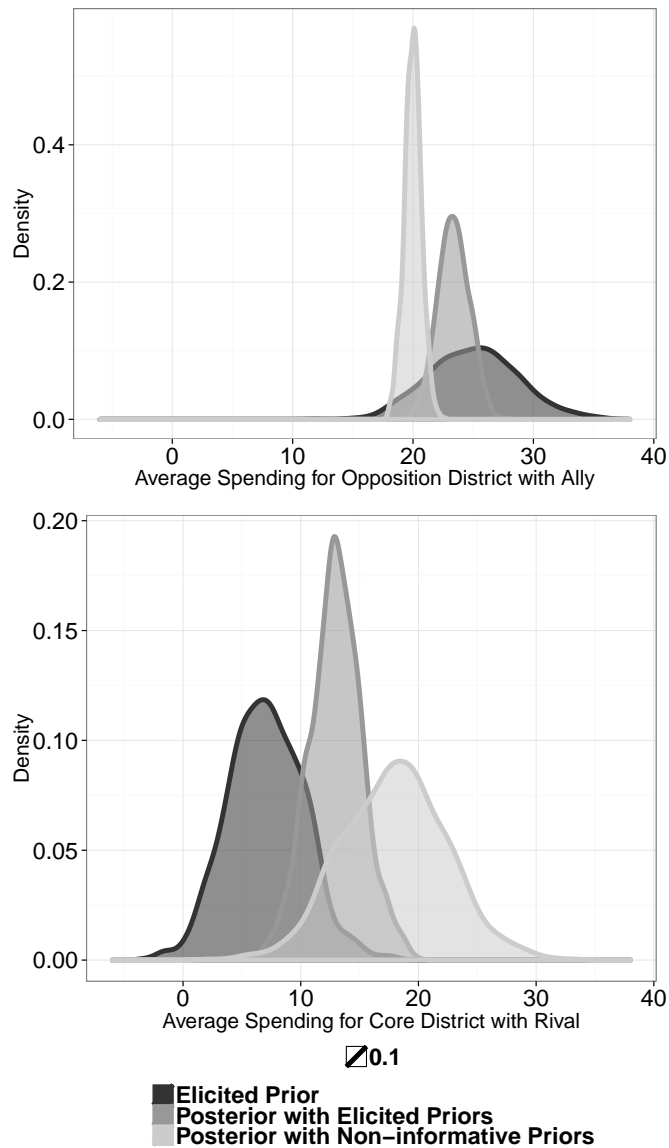 0.4
0.2
0.0
Density
0 10 20 30 40
Average Spending for Opposition District with Ally
0.20
0.15
0.10
0.05
0.00
Density
0 10 20 30 40
Average Spending for Core District with Rival
0.1
Elicited Prior
Posterior with Elicited Priors
Posterior with Non−informative Priors